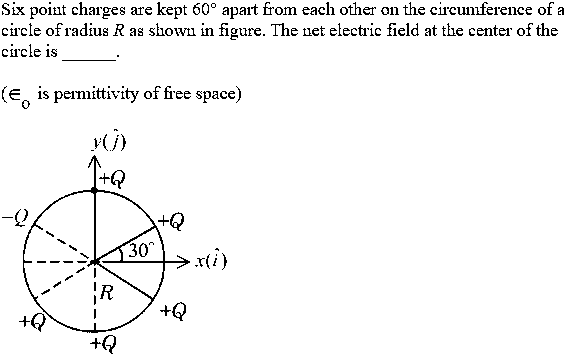 Six point charges are kept 60° apart from each other on the circumference of a
circle of radius R as shown in figure. The net electric field at the center of the
circle is ______.
(∈o is permittivity of free space)
y(ĵ)
+Q
−Q
+Q
30°
x(î)
R
+Q
+Q
+Q